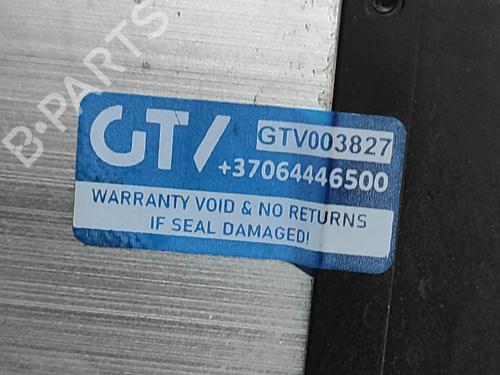 B-PARTS
GTV GTV003827
+37064446500
WARRANTY VOID & NO RETURNS
IF SEAL DAMAGED!